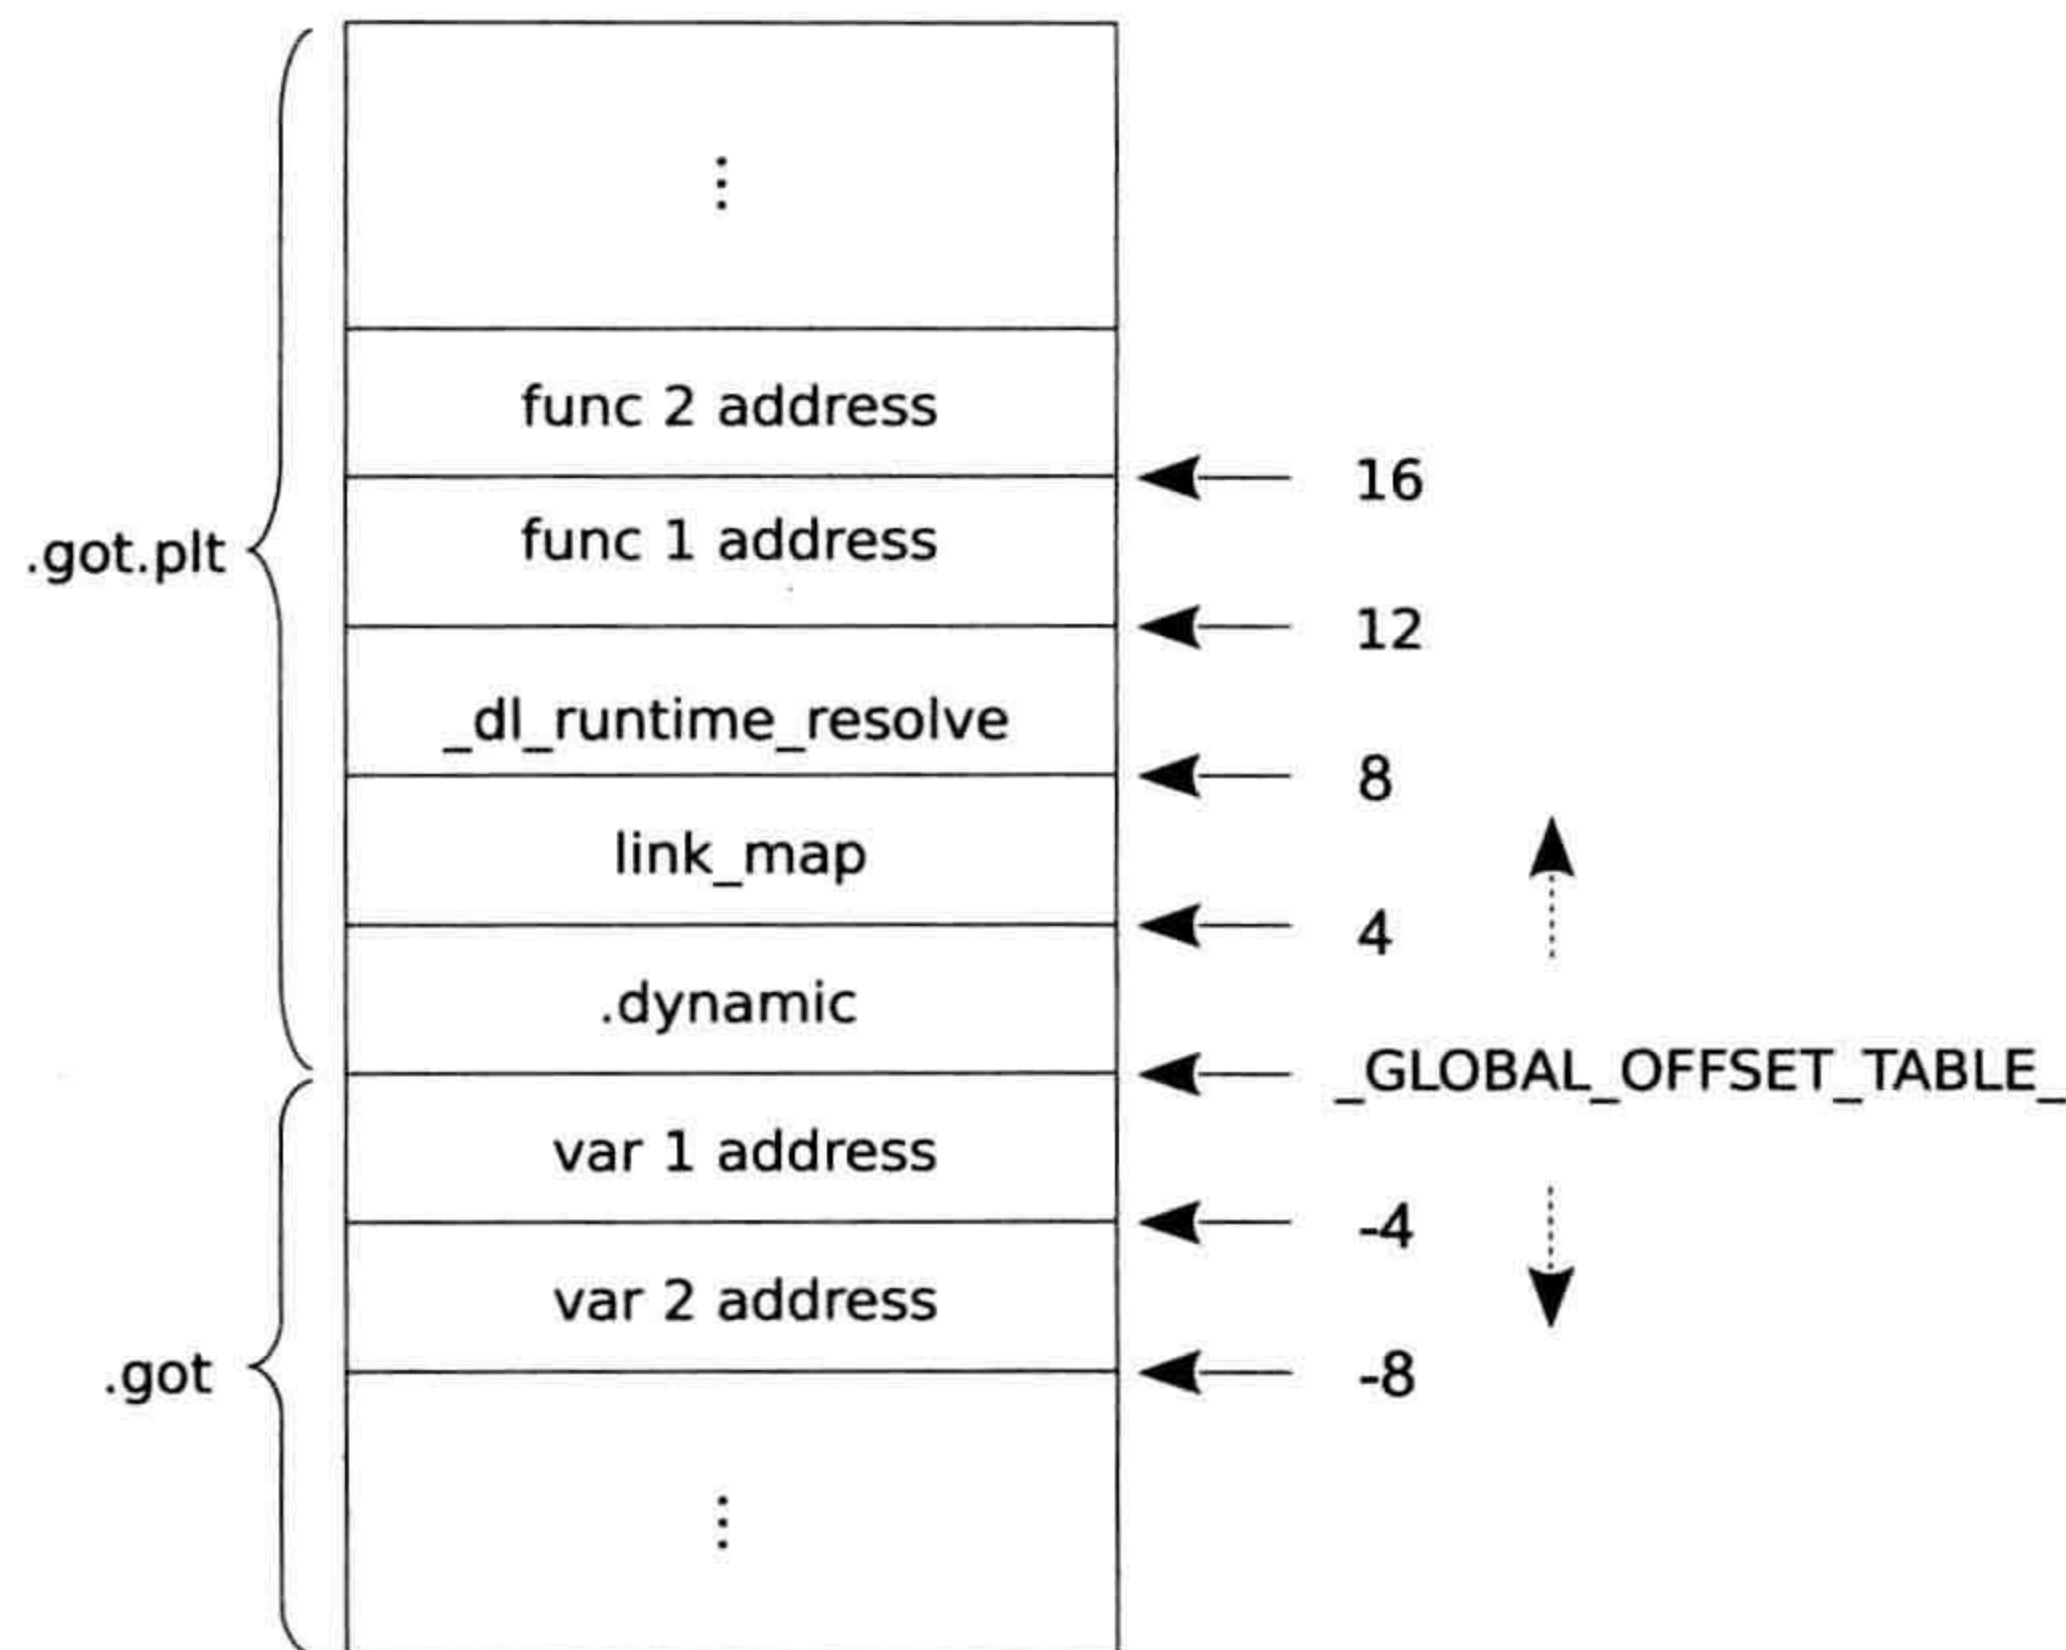 ⋮
func 2 address
16
func 1 address
.got.plt
12
_dl_runtime_resolve
8
link_map
4
.dynamic
_GLOBAL_OFFSET_TABLE_
var 1 address
-4
var 2 address
.got
-8
⋮